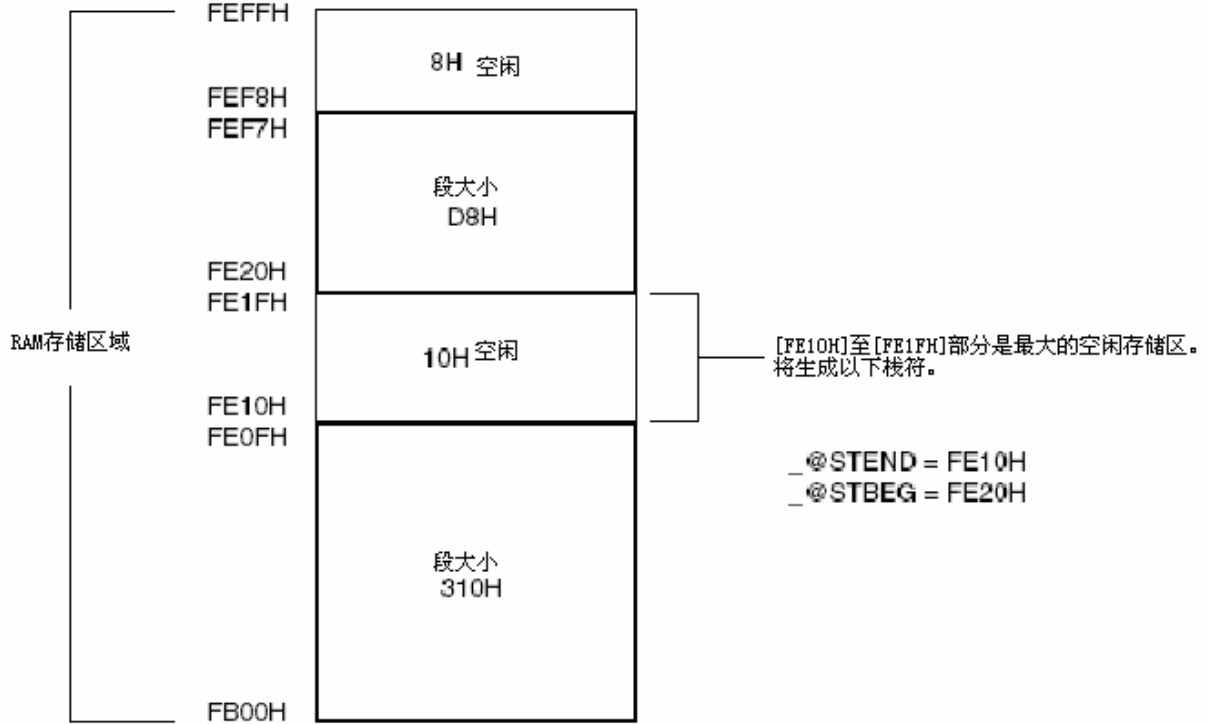 FEFFH
8H 空闲
FEF8H
FEF7H
段大小
D8H
FE20H
FE1FH
RAM存储区域
10H 空闲
[FE10H]至[FE1FH]部分是最大的空闲存储区。
将生成以下栈符。
FE10H
FE0FH
_@STEND = FE10H
_@STBEG = FE20H
段大小
310H
FB00H